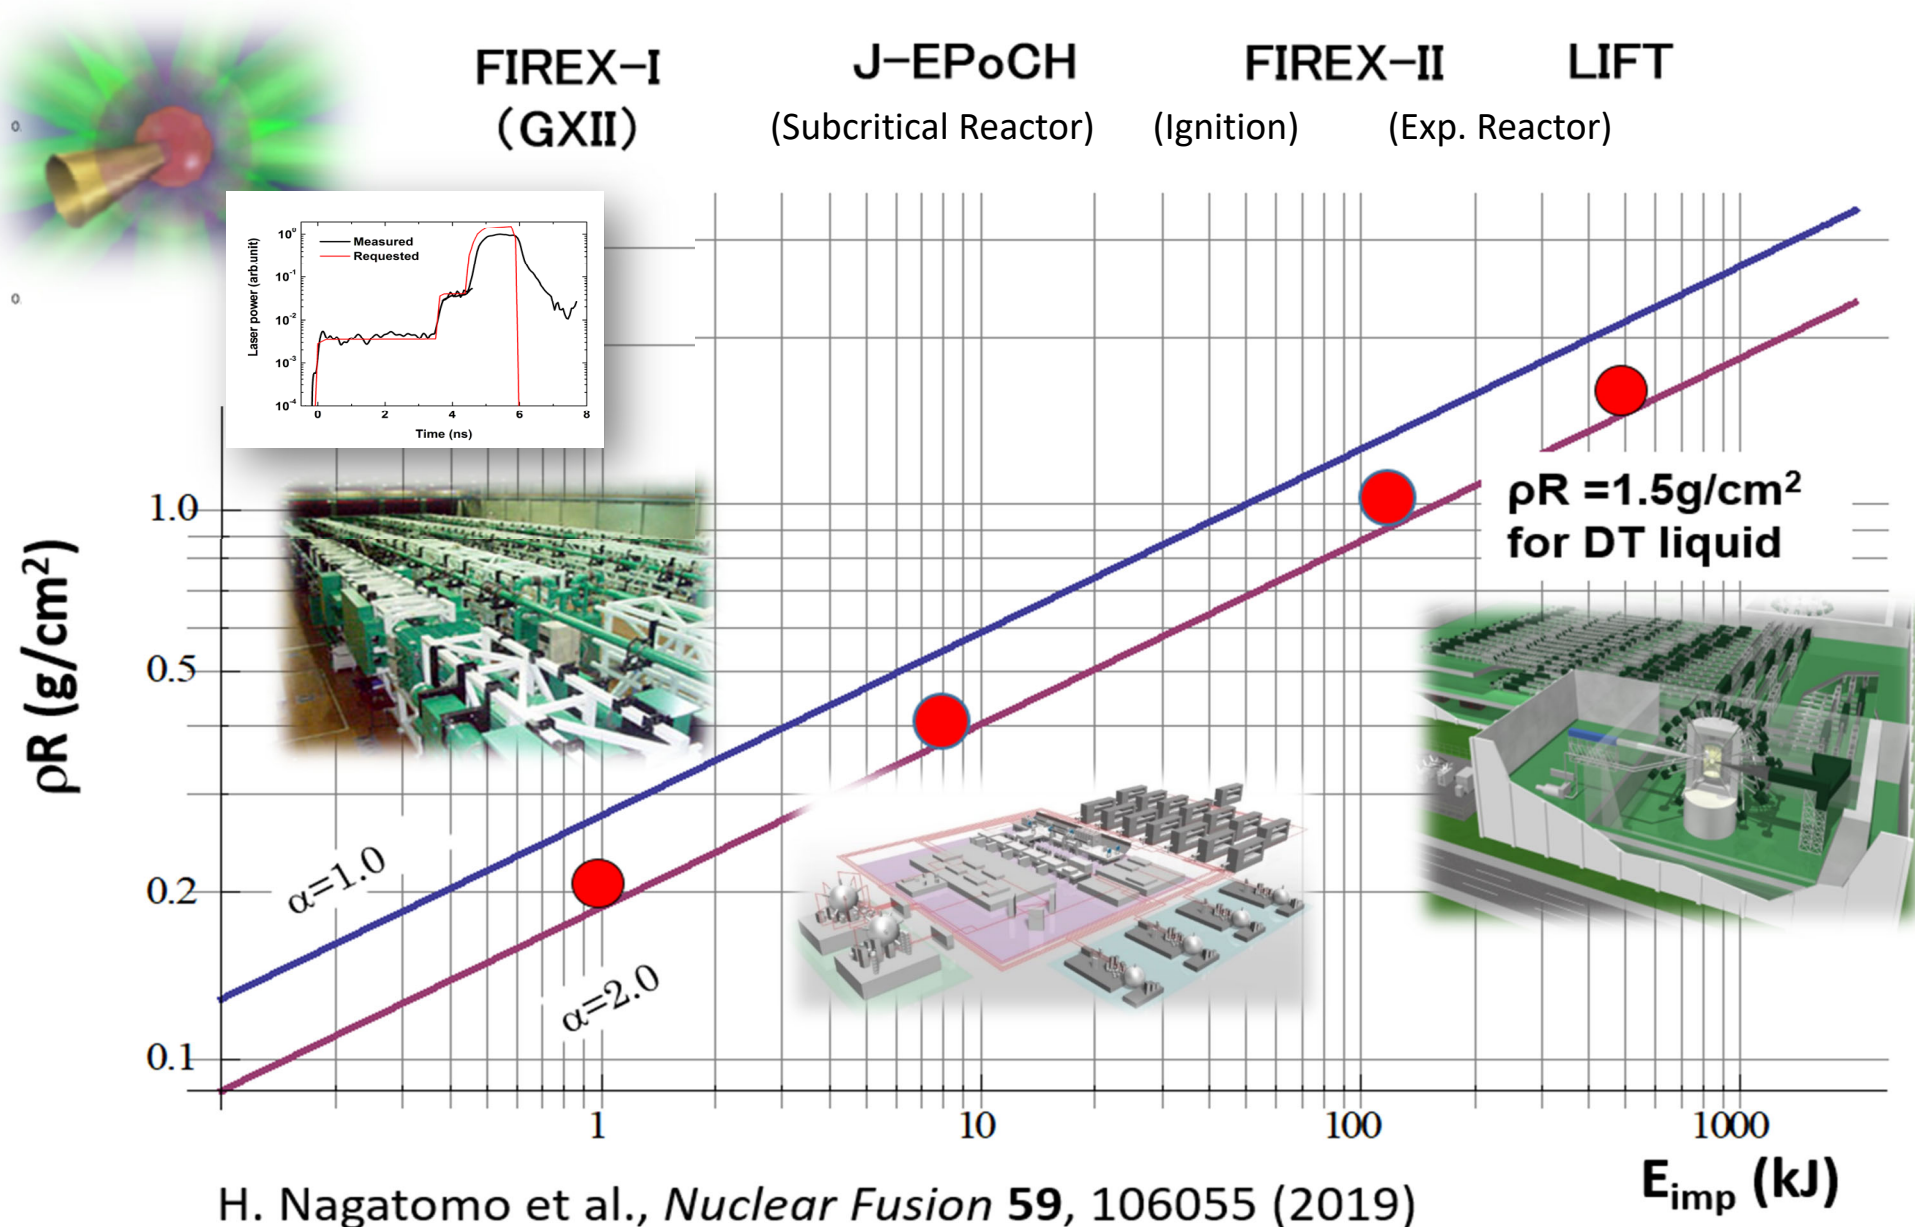 FIREX-I
(GXII)
J-EPoCH
(Subcritical Reactor)
FIREX-II
(Ignition)
LIFT
(Exp. Reactor)
0.
0.
Laser power (arb.unit)
10⁰
10⁻¹
10⁻²
10⁻³
10⁻⁴
Measured
Requested
0 2 4 6 8
Time (ns)
ρR (g/cm²)
1.0
0.5
0.2
0.1
α=1.0
α=2.0
ρR =1.5g/cm²
for DT liquid
1 10 100 1000
E_imp (kJ)
H. Nagatomo et al., Nuclear Fusion 59, 106055 (2019)